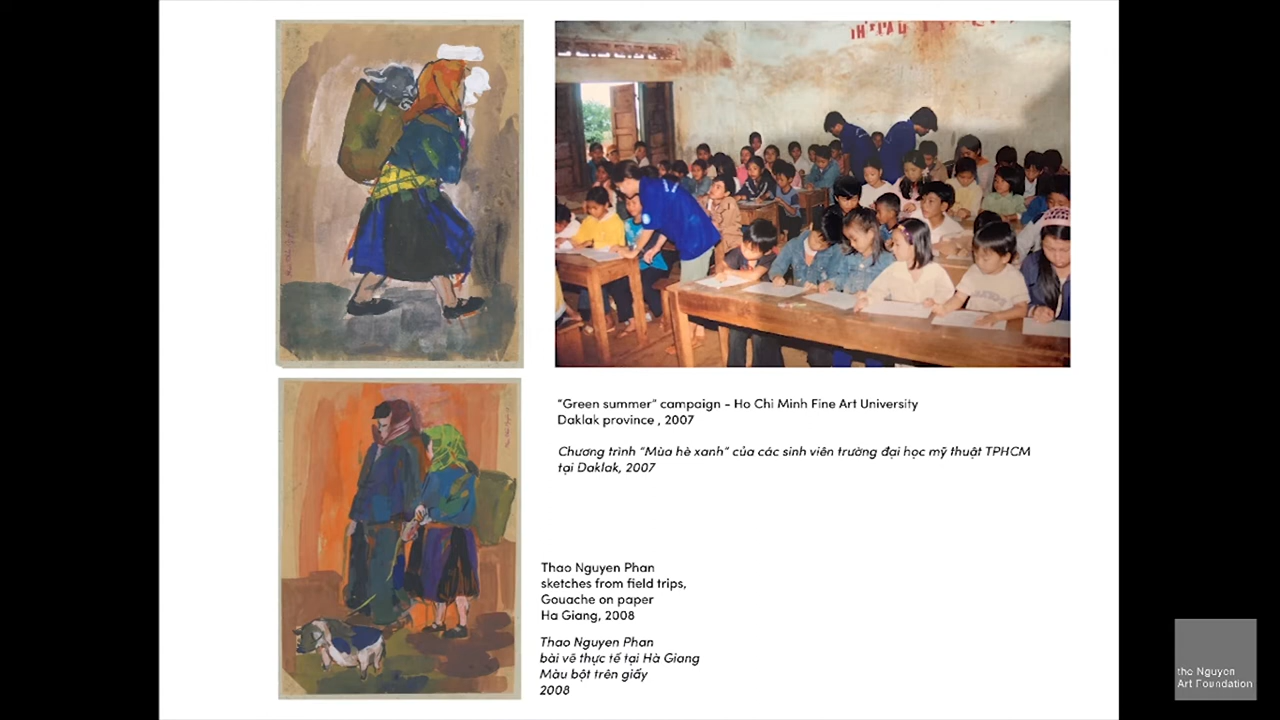 "Green summer" campaign - Ho Chi Minh Fine Art University
Daklak province , 2007
Chương trình "Mùa hè xanh" của các sinh viên trường đại học mỹ thuật TPHCM
tại Daklak, 2007
Thao Nguyen Phan
sketches from field trips,
Gouache on paper
Ha Giang, 2008
Thao Nguyen Phan
bài vẽ thực tế tại Hà Giang
Màu bột trên giấy
2008
the Nguyen
Art Foundation